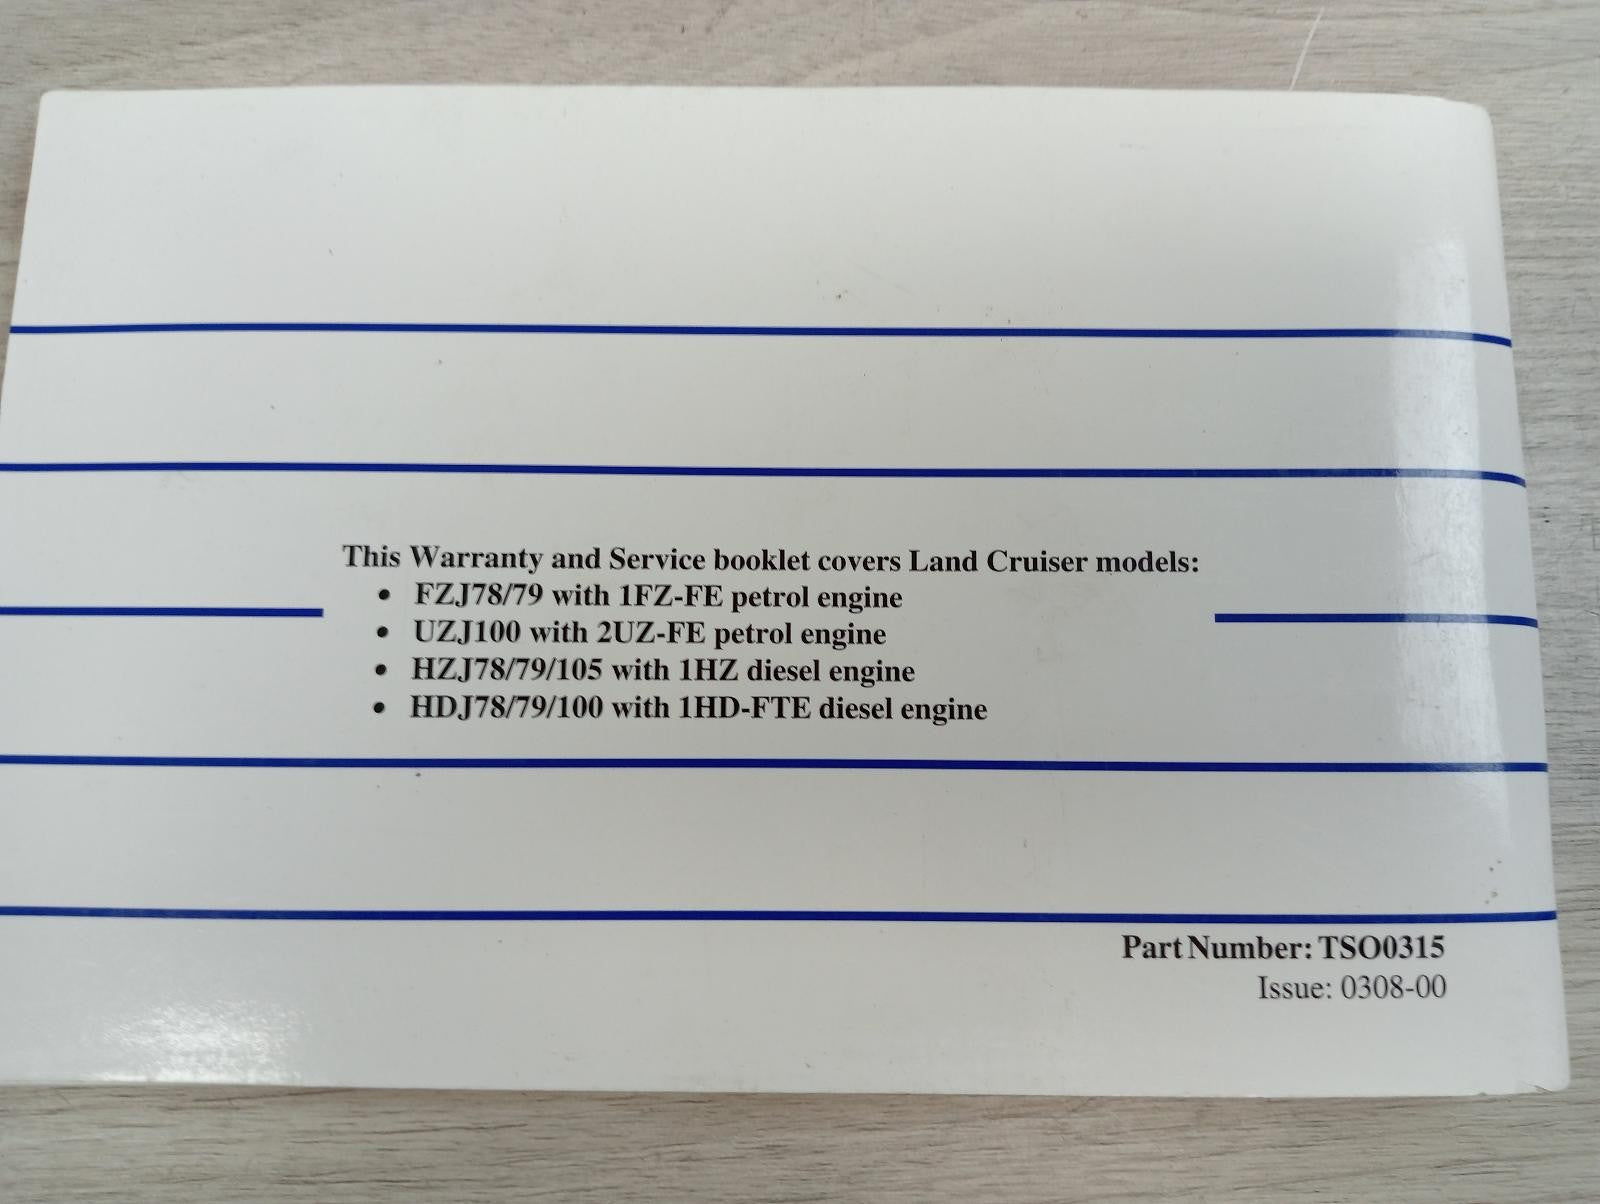 This Warranty and Service booklet covers Land Cruiser models:
• FZJ78/79 with 1FZ-FE petrol engine
• UZJ100 with 2UZ-FE petrol engine
• HZJ78/79/105 with 1HZ diesel engine
• HDJ78/79/100 with 1HD-FTE diesel engine
Part Number: TSO0315
Issue: 0308-00